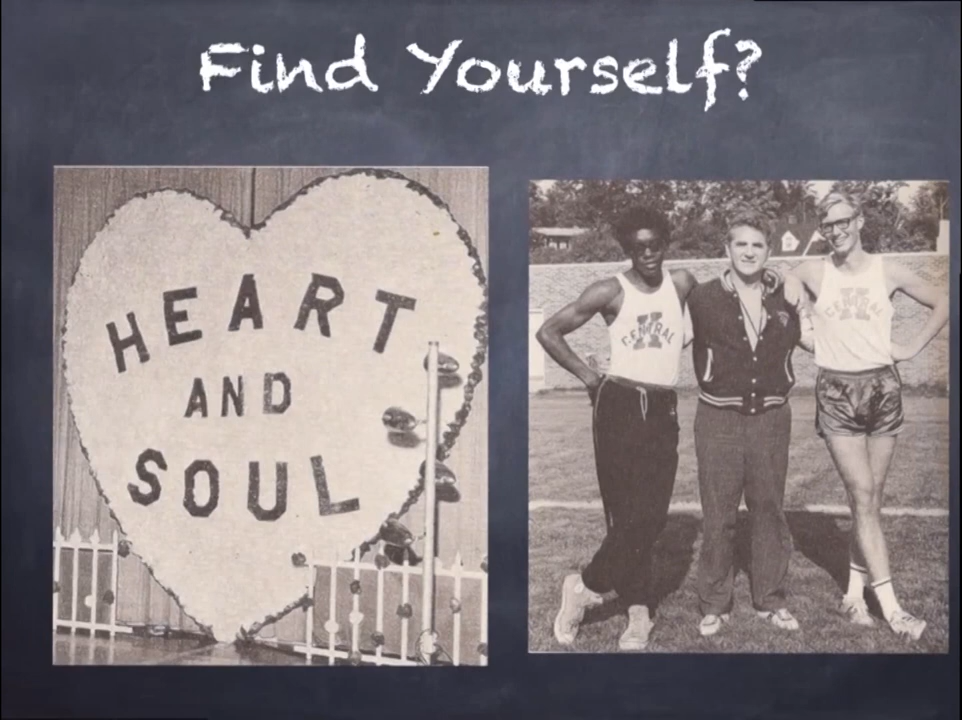 Find Yourself?
HEART
AND
SOUL
K
CENTRAL
K
CENTRAL